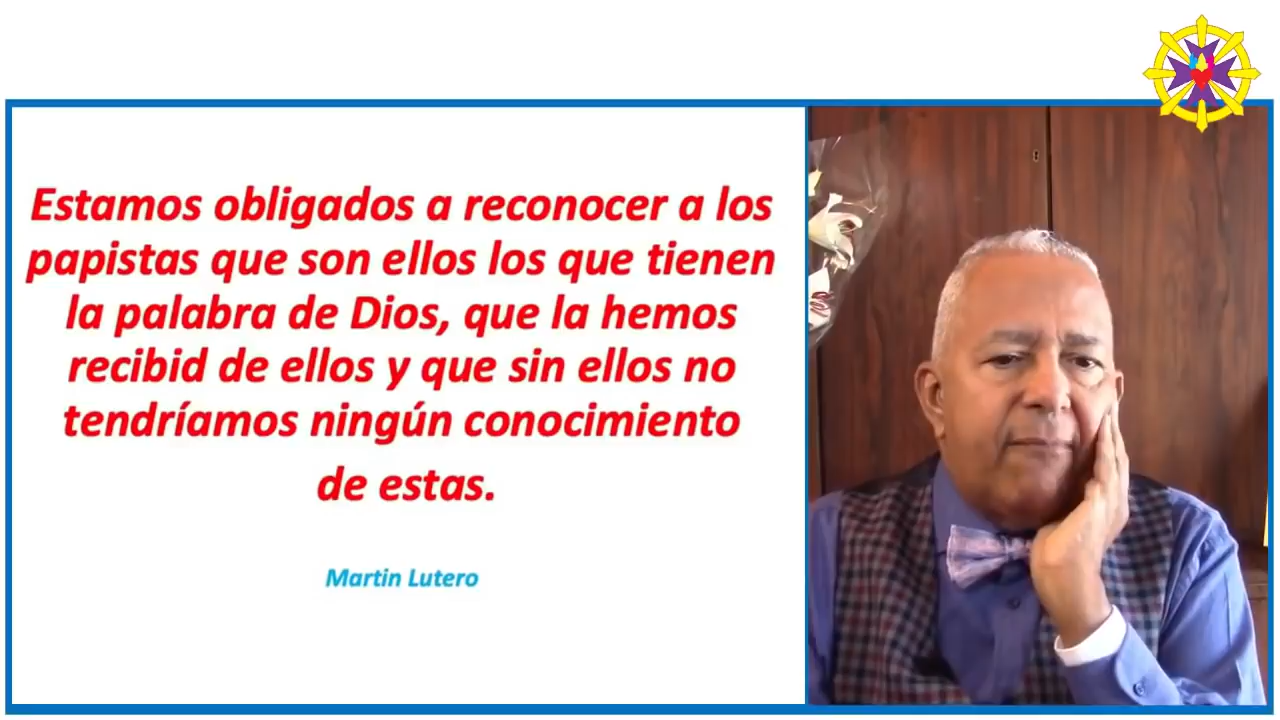 Estamos obligados a reconocer a los
papistas que son ellos los que tienen
la palabra de Dios, que la hemos
recibid de ellos y que sin ellos no
tendríamos ningún conocimiento
de estas.
Martin Lutero